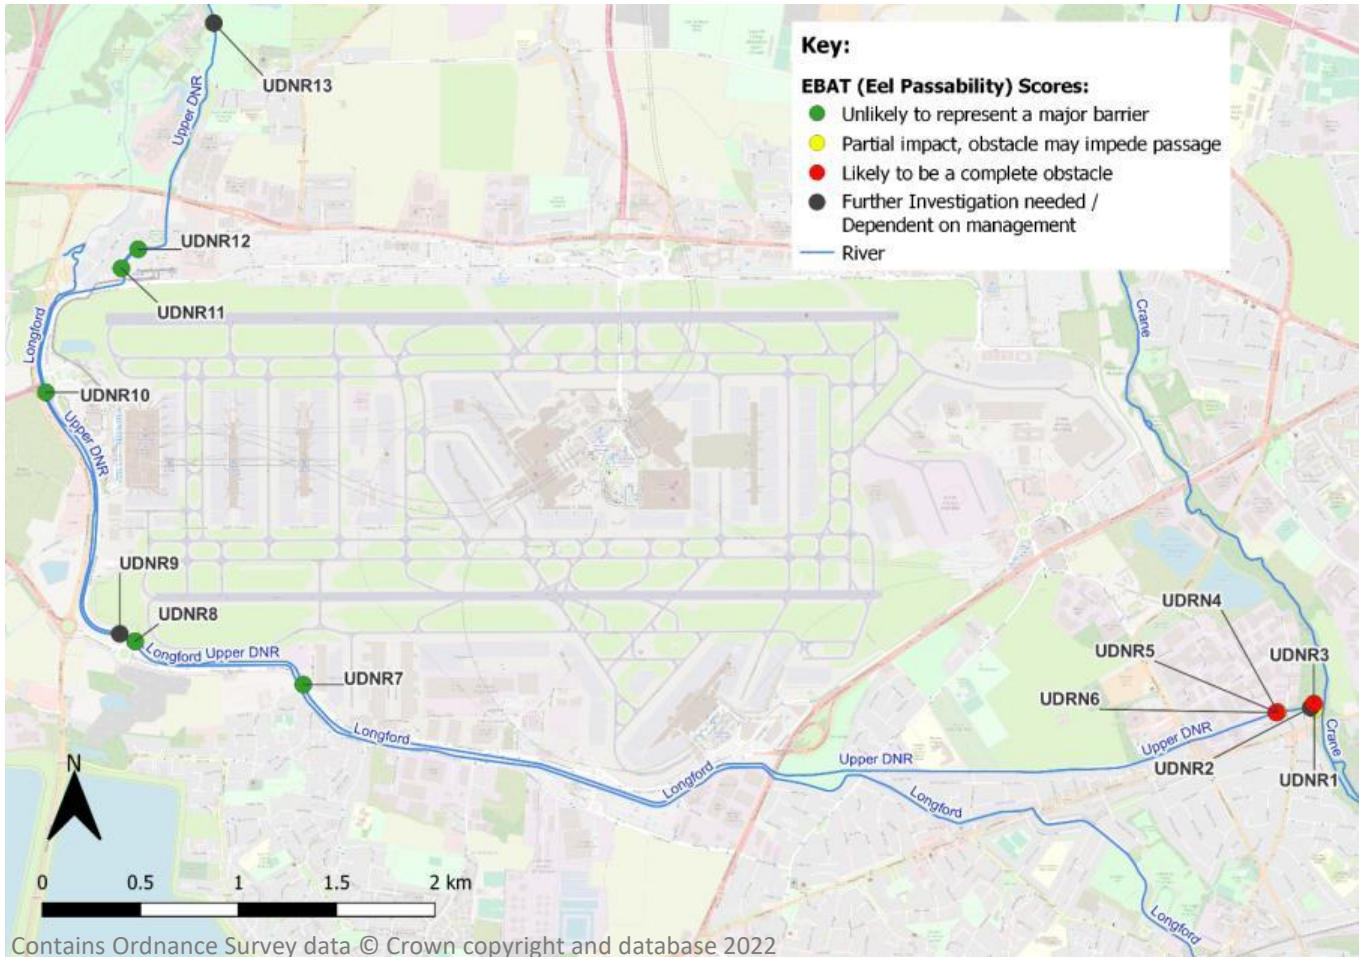 Key:
EBAT (Eel Passability) Scores:
Unlikely to represent a major barrier
Partial impact, obstacle may impede passage
Likely to be a complete obstacle
Further Investigation needed /
Dependent on management
River
UDNR13
Upper DNR
UDNR12
UDNR11
Longford
Crane
UDNR10
Upper DNR
UDNR9
UDNR8
Longford Upper DNR
UDNR7
Longford
UDRN4
UDNR5
UDNR3
UDRN6
Upper DNR
Crane
Upper DNR
Longford
UDNR2
UDNR1
Longford
Longford
N
0 0.5 1 1.5 2 km
Contains Ordnance Survey data © Crown copyright and database 2022